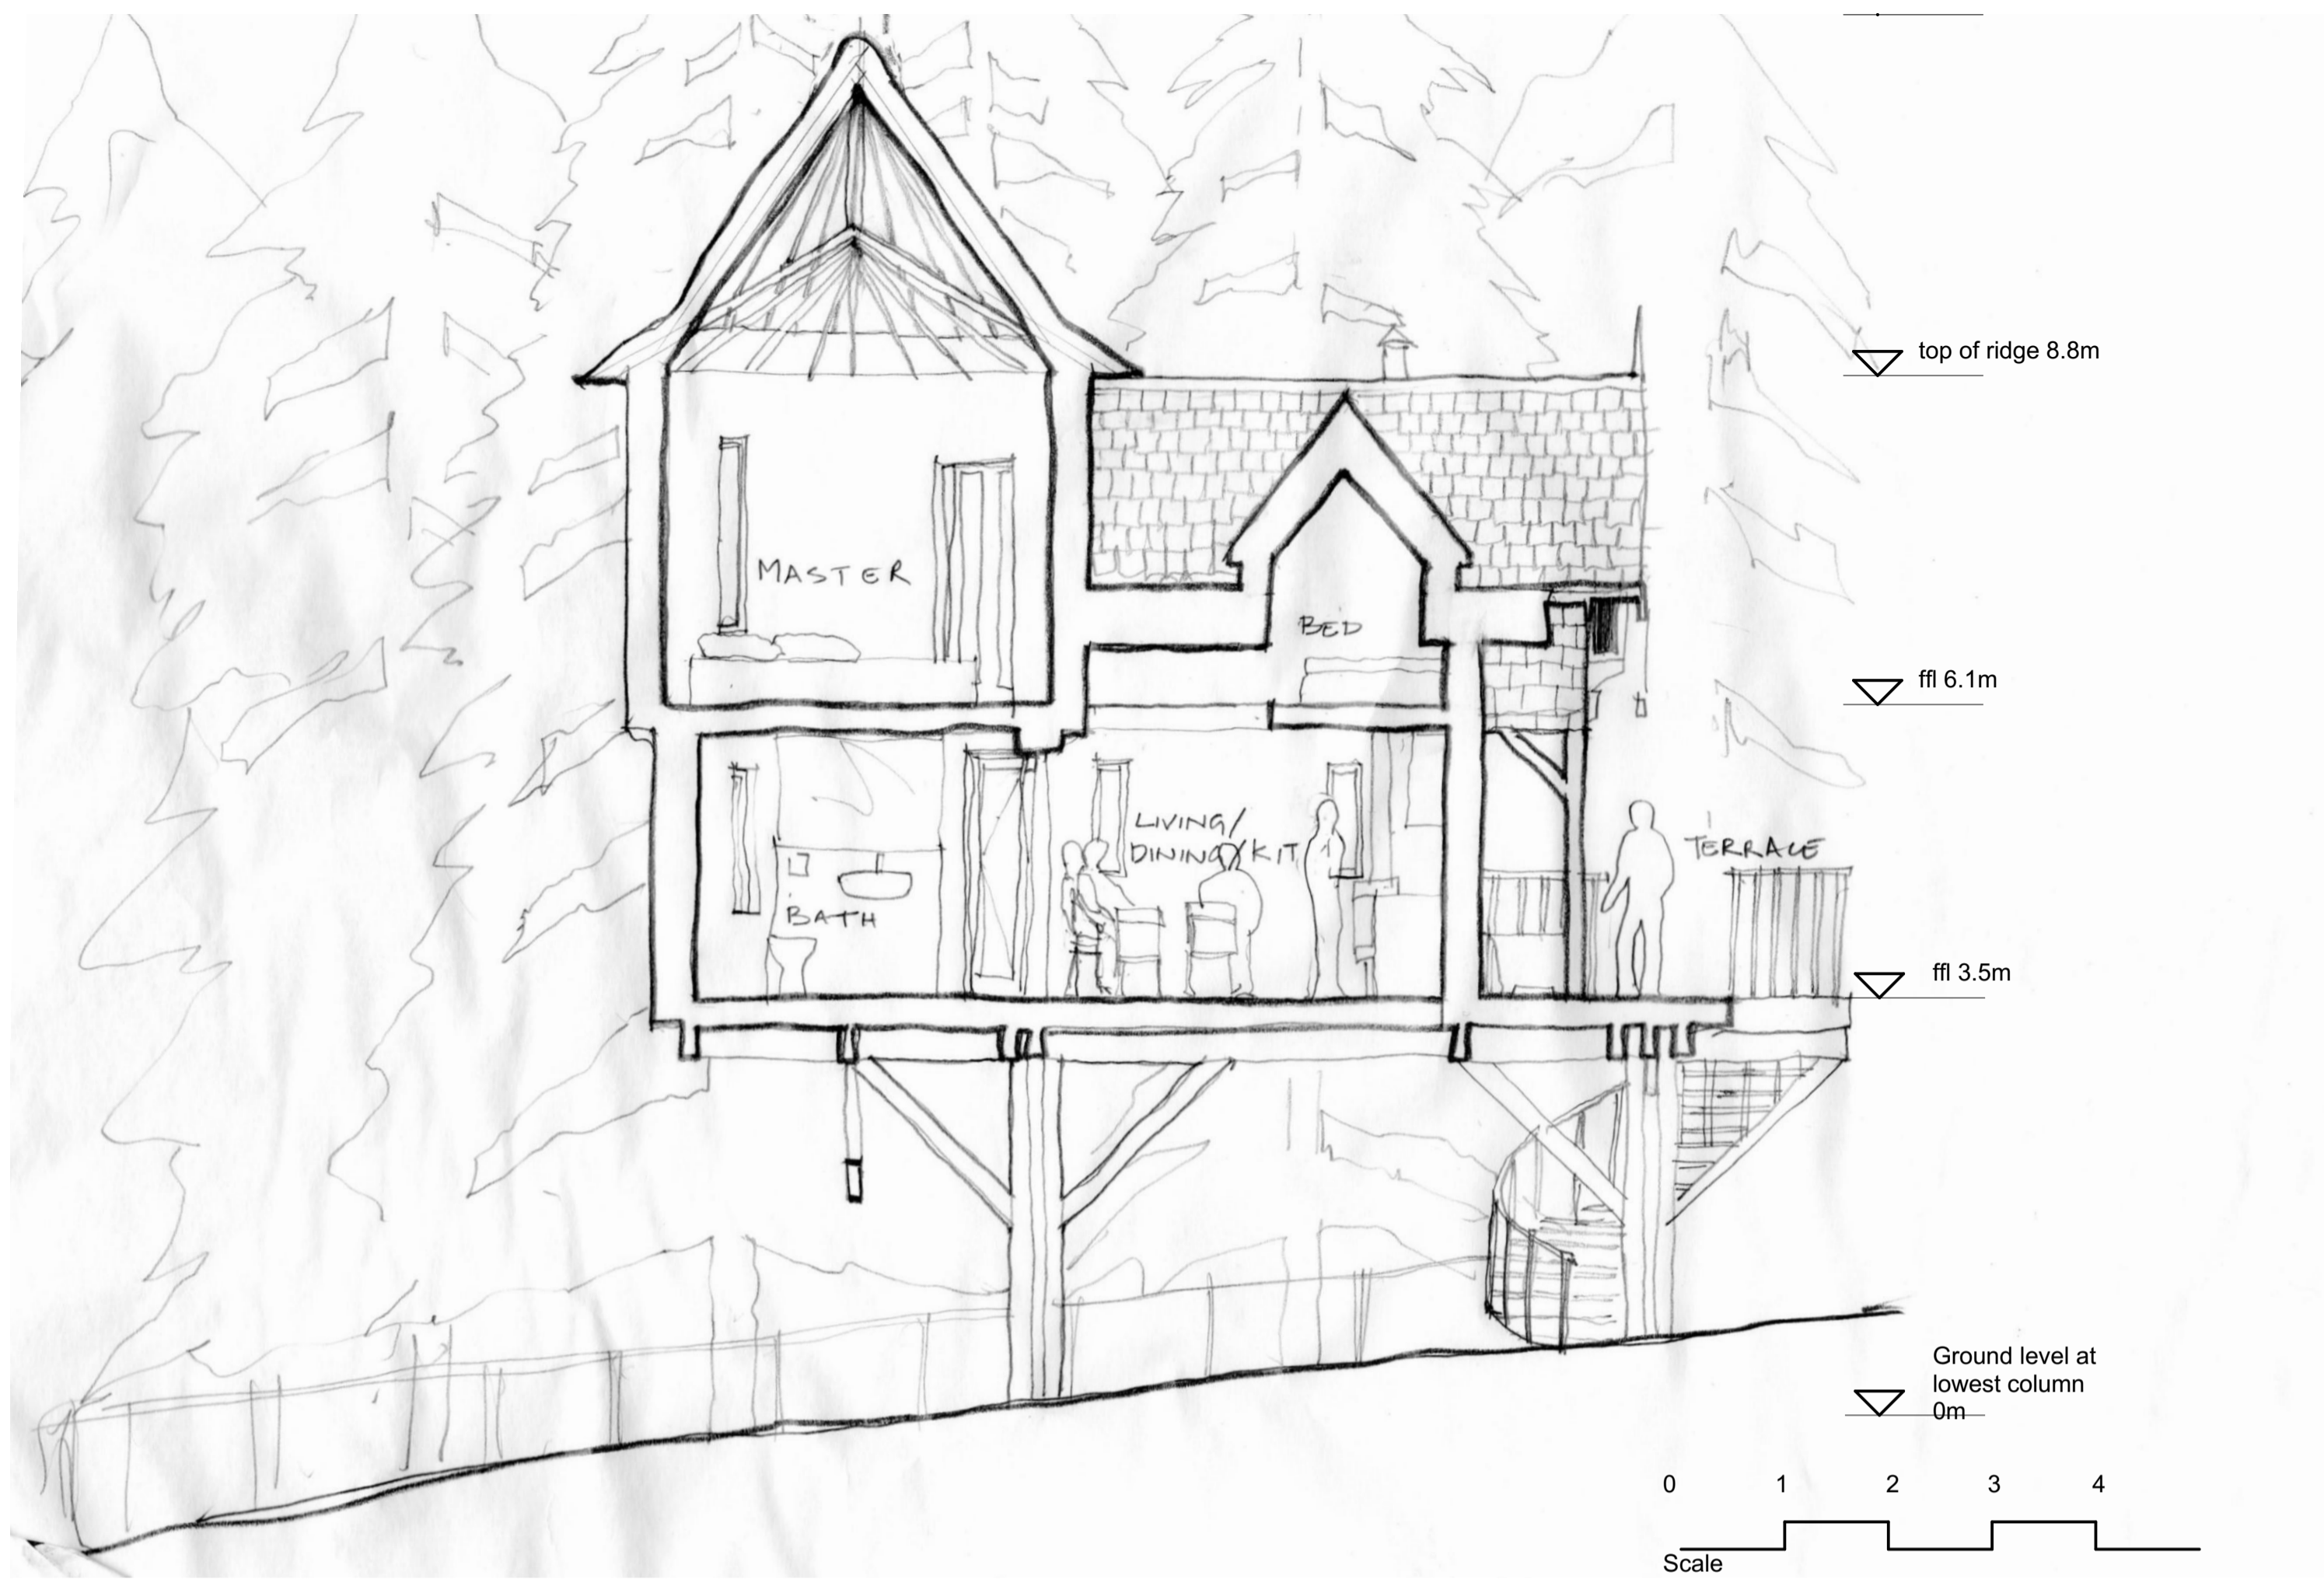 top of ridge 8.8m
MASTER
BED
ffl 6.1m
LIVING/
DINING/KIT
TERRACE
BATH
ffl 3.5m
Ground level at
lowest column
0m
0 1 2 3 4
Scale